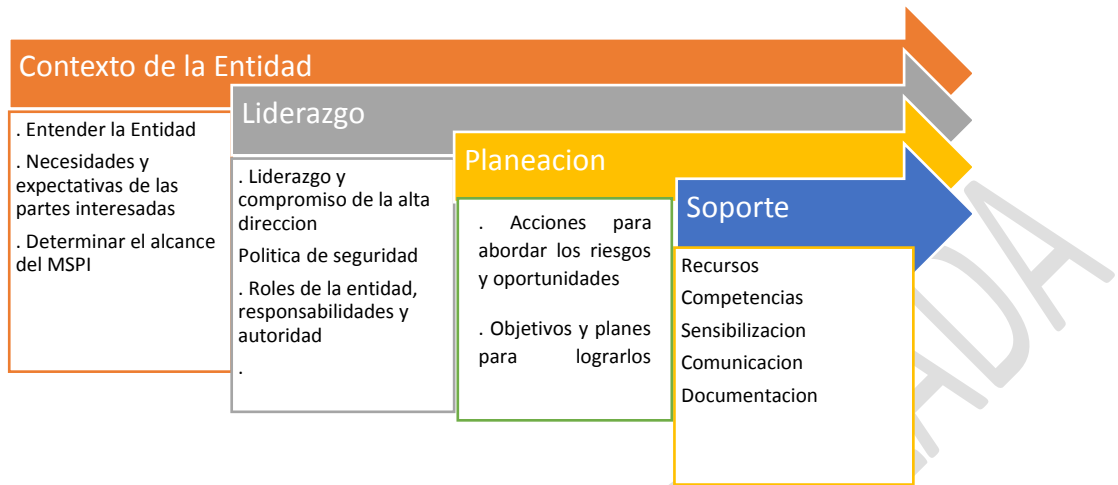 Contexto de la Entidad
. Entender la Entidad
. Necesidades y
expectativas de las
partes interesadas
. Determinar el alcance
del MSPI
Liderazgo
. Liderazgo y
compromiso de la alta
direccion
Politica de seguridad
. Roles de la entidad,
responsabilidades y
autoridad
.
Planeacion
. Acciones para
abordar los riesgos
y oportunidades
. Objetivos y planes
para lograrlos
Soporte
Recursos
Competencias
Sensibilizacion
Comunicacion
Documentacion